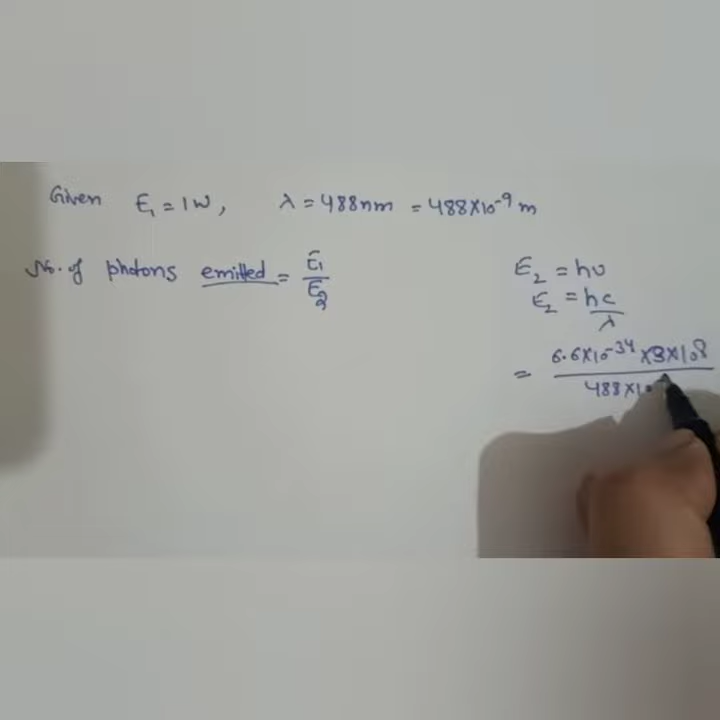 Given E₁ = 1W, λ = 488nm = 488×10⁻⁹ m
No. of photons emitted = E₁/E₂
E₂ = hυ
E₂ = hc/λ
= 6.6×10⁻³⁴ ×3×10⁸
488×10